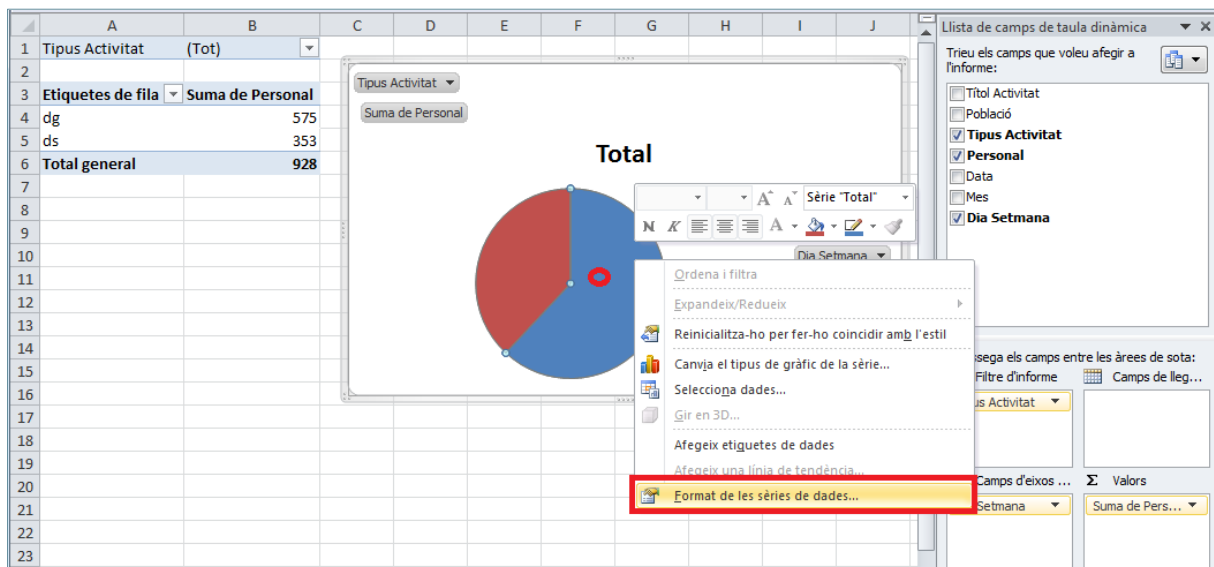 A B C D E F G H I J
1 Tipus Activitat (Tot)
2
3 Etiquetes de fila Suma de Personal
4 dg 575
5 ds 353
6 Total general 928
7
8
9
10
11
12
13
14
15
16
17
18
19
20
21
22
23
Tipus Activitat
Suma de Personal
Total
Dia Setmana
A A Sèrie "Total"
N K A
Ordena i filtra
Expandeix/Redueix
Reinicialitza-ho per fer-ho coincidir amb l'estil
Canvia el tipus de gràfic de la sèrie...
Selecciona dades...
Gir en 3D...
Afegeix etiquetes de dades
Afegeix una línia de tendència...
Format de les sèries de dades...
Llista de camps de taula dinàmica
Trieu els camps que voleu afegir a
l'informe:
Títol Activitat
Població
Tipus Activitat
Personal
Data
Mes
Dia Setmana
ssega els camps entre les àrees de sota:
Filtre d'informe Camps de lleg...
us Activitat
Camps d'eixos ... Σ Valors
Setmana Suma de Pers...